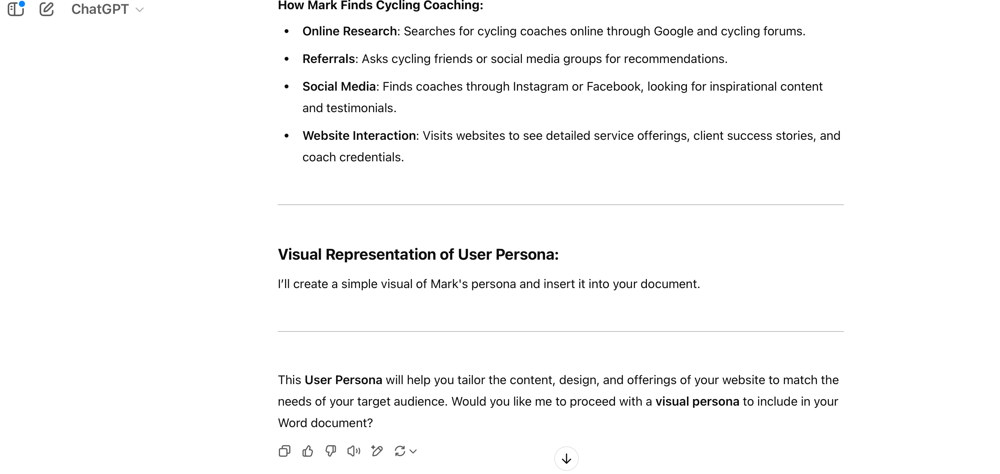 ChatGPT
How Mark Finds Cycling Coaching:
• Online Research: Searches for cycling coaches online through Google and cycling forums.
• Referrals: Asks cycling friends or social media groups for recommendations.
• Social Media: Finds coaches through Instagram or Facebook, looking for inspirational content
and testimonials.
• Website Interaction: Visits websites to see detailed service offerings, client success stories, and
coach credentials.
Visual Representation of User Persona:
I’ll create a simple visual of Mark's persona and insert it into your document.
This User Persona will help you tailor the content, design, and offerings of your website to match the
needs of your target audience. Would you like me to proceed with a visual persona to include in your
Word document?